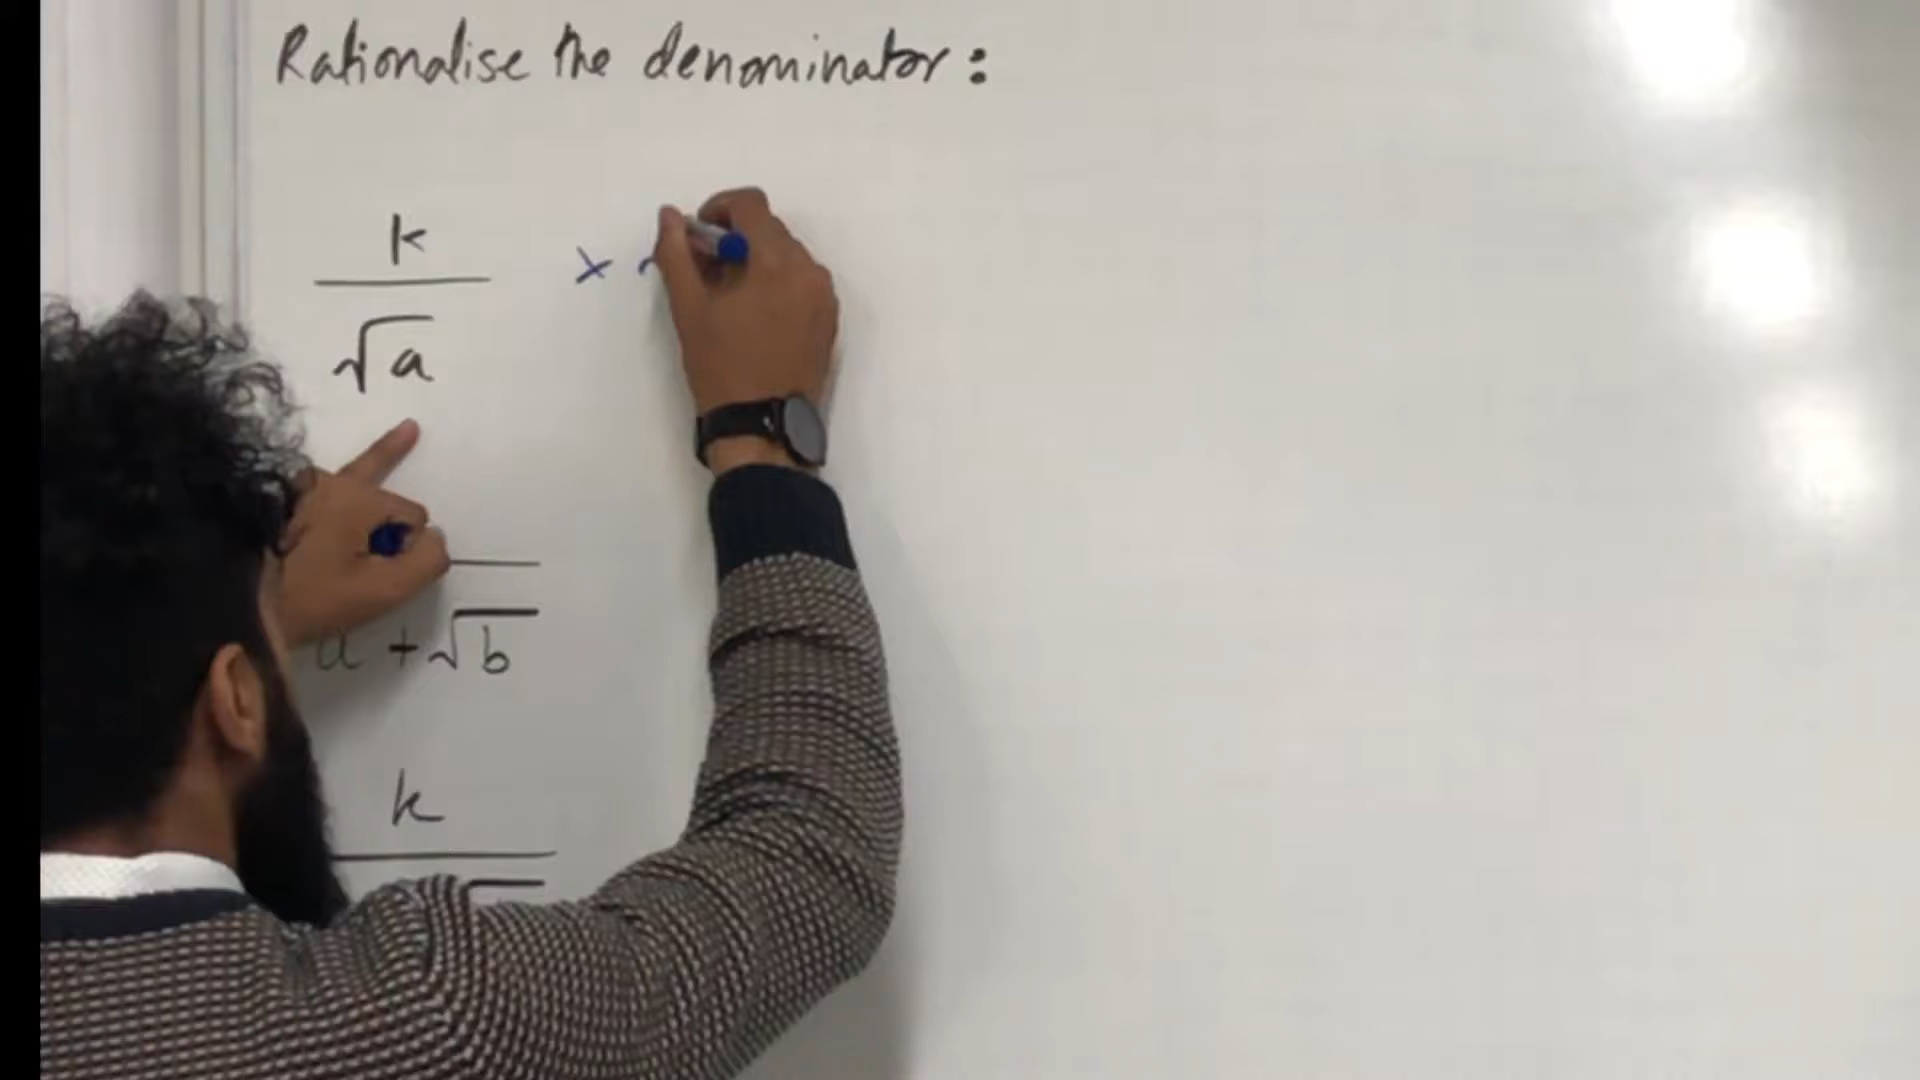 Rationalise the denominator:
k
×
√a
a + √b
k